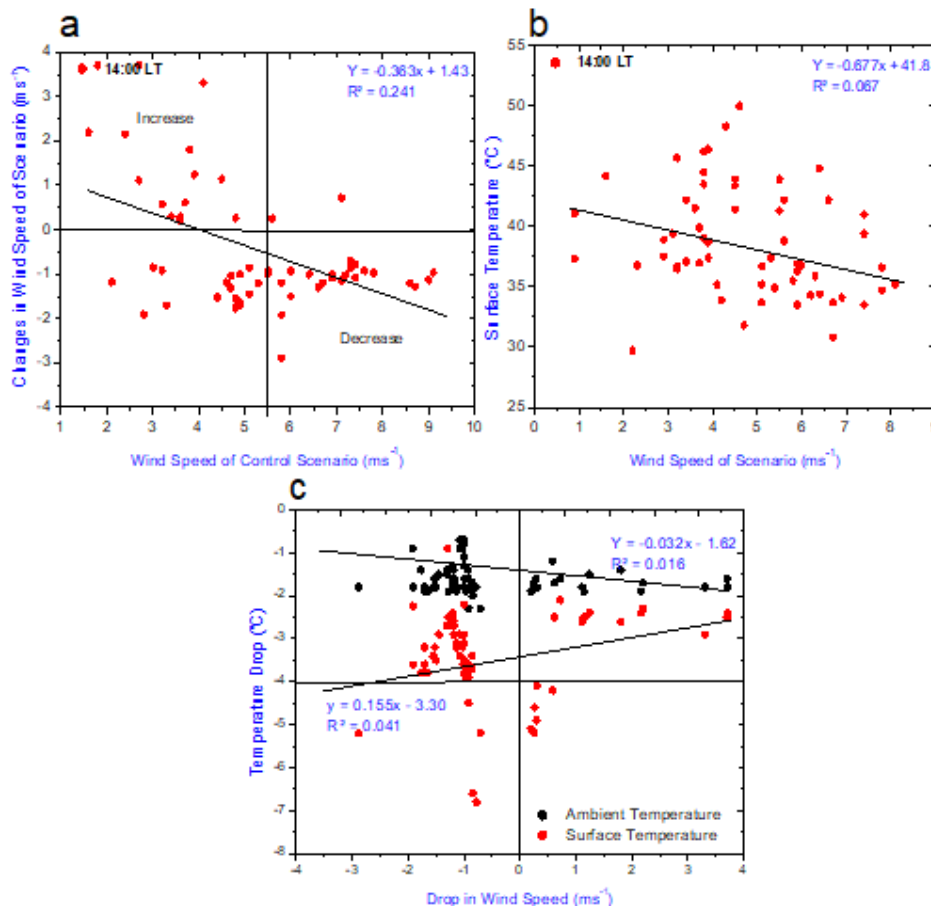 a
4
3
2
1
0
-1
-2
-3
-4
Changes in Wind Speed of Scenario (ms⁻¹)
14:00 LT
Y = -0.363x + 1.43
R² = 0.241
Increase
Decrease
1 2 3 4 5 6 7 8 9 10
Wind Speed of Control Scenario (ms⁻¹)
b
55
50
45
40
35
30
25
Surface Temperature (°C)
14:00 LT
Y = -0.677x + 41.8
R² = 0.067
0 1 2 3 4 5 6 7 8 9
Wind Speed of Scenario (ms⁻¹)
c
0
-1
-2
-3
-4
-5
-6
-7
-8
Temperature Drop (°C)
Y = -0.032x - 1.62
R² = 0.016
y = 0.155x - 3.30
R² = 0.041
Ambient Temperature
Surface Temperature
-4 -3 -2 -1 0 1 2 3 4
Drop in Wind Speed (ms⁻¹)